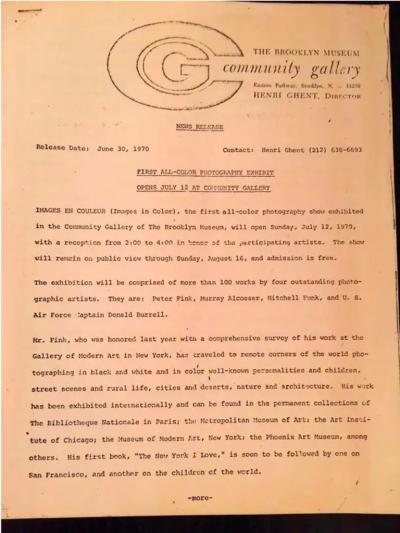 THE BROOKLYN MUSEUM
community gallery
Eastern Parkway, Brooklyn, N. 11238
HENRI GHENT, DIRECTOR
NEWS RELEASE
Release Date: June 30, 1970 Contact: Henri Ghent (212) 638-6693
FIRST ALL-COLOR PHOTOGRAPHY EXHIBIT
OPENS JULY 12 AT COMMUNITY GALLERY
IMAGES EN COULEUR (Images in Color), the first all-color photography show exhibited
in the Community Gallery of The Brooklyn Museum, will open Sunday, July 12, 1970,
with a reception from 2:00 to 4:00 in honor of the participating artists. The show
will remain on public view through Sunday, August 16, and admission is free.
The exhibition will be comprised of more than 100 works by four outstanding photo-
graphic artists. They are: Peter Fink, Murray Alcosser, Mitchell Funk, and U. S.
Air Force Captain Donald Burrell.
Mr. Fink, who was honored last year with a comprehensive survey of his work at the
Gallery of Modern Art in New York, has traveled to remote corners of the world pho-
tographing in black and white and in color well-known personalities and children,
street scenes and rural life, cities and deserts, nature and architecture. His work
has been exhibited internationally and can be found in the permanent collections of
The Bibliotheque Nationale in Paris; the Metropolitan Museum of Art; the Art Insti-
tute of Chicago; the Museum of Modern Art, New York; the Phoenix Art Museum, among
others. His first book, "The New York I Love," is soon to be followed by one on
San Francisco, and another on the children of the world.
-more-